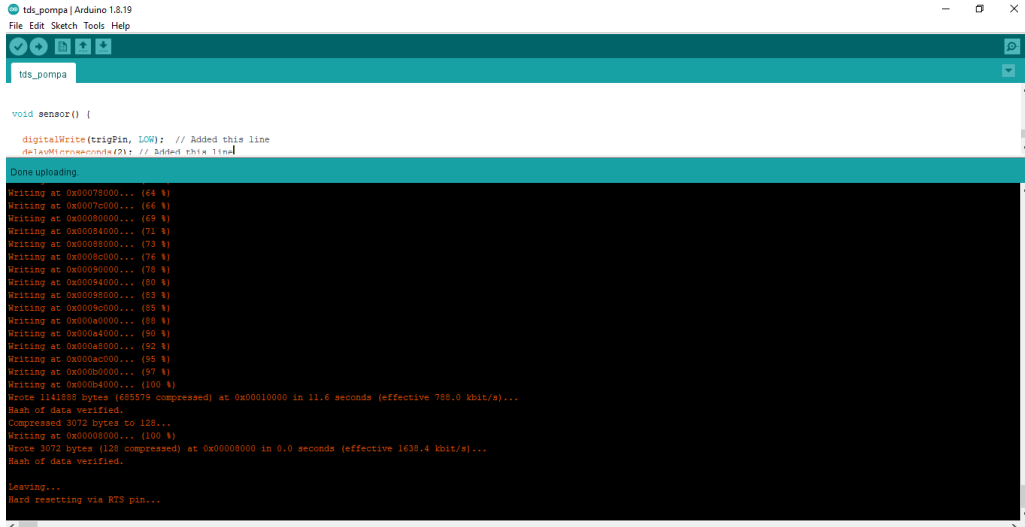 tds_pompa | Arduino 1.8.19
File Edit Sketch Tools Help
tds_pompa
void sensor() {
digitalWrite(trigPin, LOW);  // Added this line
delayMicroseconds(2); // Added this line
Done uploading.
Writing at 0x00078000... (64 %)
Writing at 0x0007c000... (66 %)
Writing at 0x00080000... (69 %)
Writing at 0x00084000... (71 %)
Writing at 0x00088000... (73 %)
Writing at 0x0008c000... (76 %)
Writing at 0x00090000... (78 %)
Writing at 0x00094000... (80 %)
Writing at 0x00098000... (83 %)
Writing at 0x0009c000... (85 %)
Writing at 0x000a0000... (88 %)
Writing at 0x000a4000... (90 %)
Writing at 0x000a8000... (92 %)
Writing at 0x000ac000... (95 %)
Writing at 0x000b0000... (97 %)
Writing at 0x000b4000... (100 %)
Wrote 1141888 bytes (685579 compressed) at 0x00010000 in 11.6 seconds (effective 788.0 kbit/s)...
Hash of data verified.
Compressed 3072 bytes to 128...
Writing at 0x00008000... (100 %)
Wrote 3072 bytes (128 compressed) at 0x00008000 in 0.0 seconds (effective 1638.4 kbit/s)...
Hash of data verified.
Leaving...
Hard resetting via RTS pin...